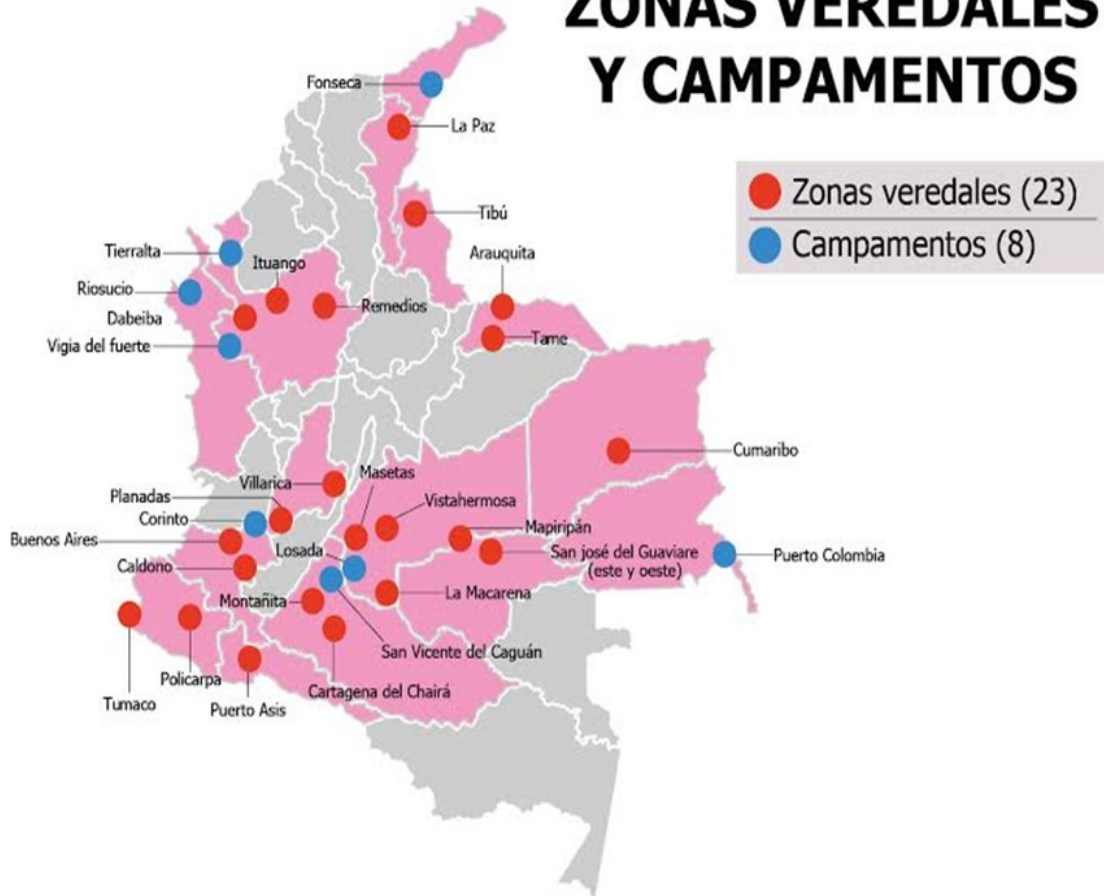 ZONAS VEREDALES
Y CAMPAMENTOS
Zonas veredales (23)
Campamentos (8)
Fonseca
La Paz
Tibú
Arauquita
Tierralta
Ituango
Riosucio
Dabeiba
Remedios
Tame
Vigia del fuerte
Cumaribo
Masetas
Villarica
Planadas
Vistahermosa
Corinto
Mapiripán
Buenos Aires
Losada
San josé del Guaviare
(este y oeste)
Puerto Colombia
Caldono
La Macarena
Montañita
San Vicente del Caguán
Policarpa
Cartagena del Chairá
Tumaco
Puerto Asis